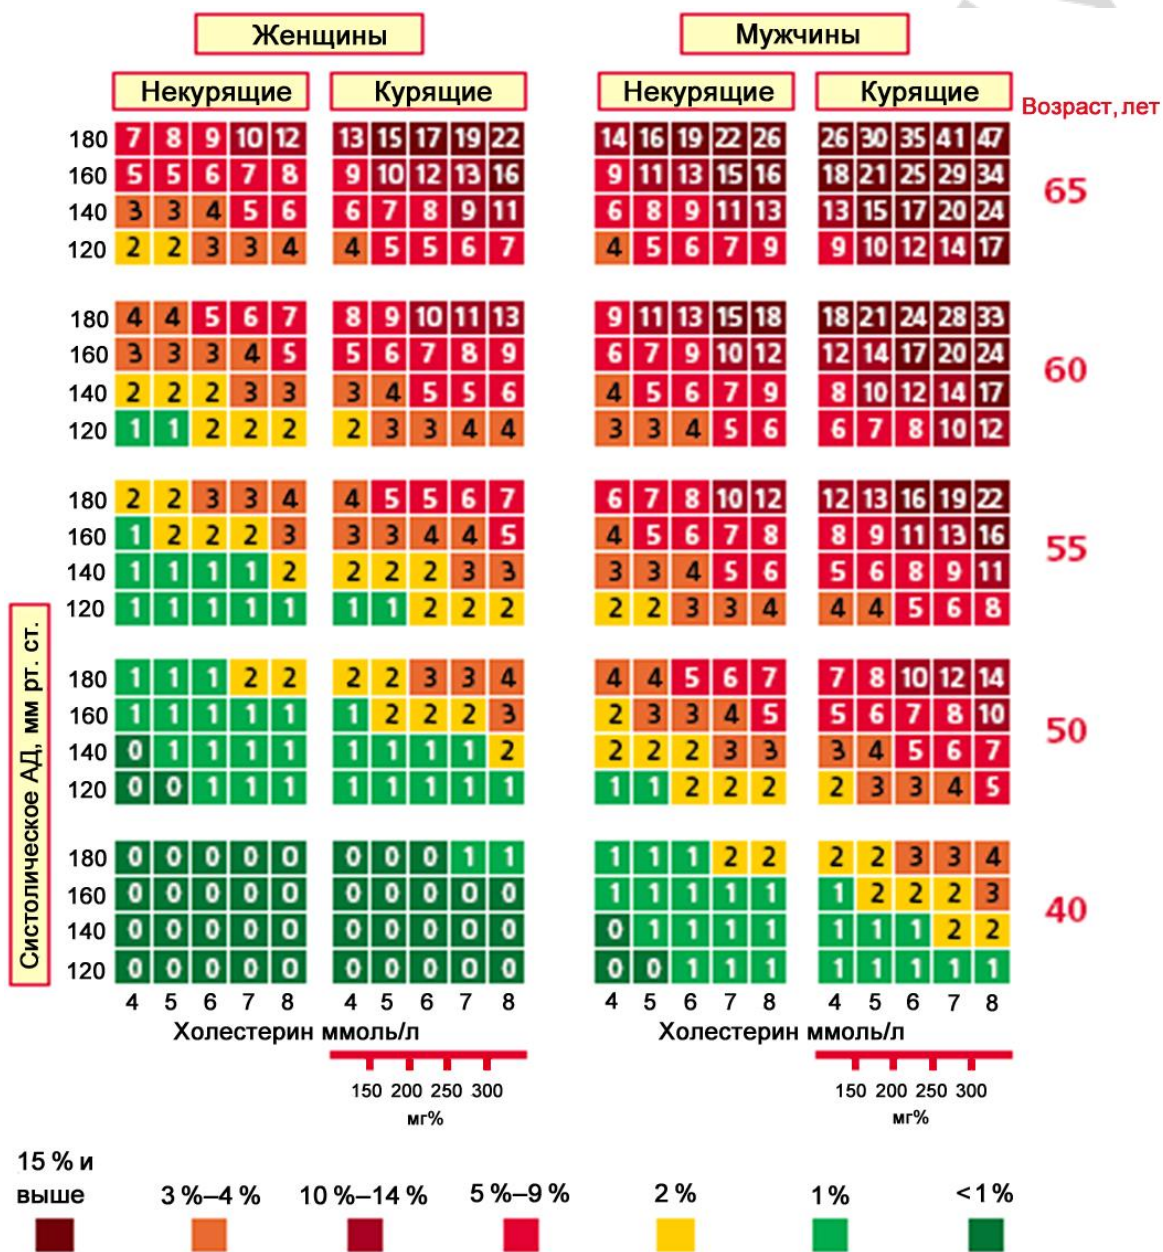 Женщины Мужчины
Некурящие Курящие Некурящие Курящие Возраст, лет
180 7 8 9 10 12 13 15 17 19 22 14 16 19 22 26 26 30 35 41 47
160 5 5 6 7 8 9 10 12 13 16 9 11 13 15 16 18 21 25 29 34
65
140 3 3 4 5 6 6 7 8 9 11 6 8 9 11 13 13 15 17 20 24
120 2 2 3 3 4 4 5 5 6 7 4 5 6 7 9 9 10 12 14 17
180 4 4 5 6 7 8 9 10 11 13 9 11 13 15 18 18 21 24 28 33
160 3 3 3 4 5 5 6 7 8 9 6 7 9 10 12 12 14 17 20 24
60
140 2 2 2 3 3 3 4 5 5 6 4 5 6 7 9 8 10 12 14 17
120 1 1 2 2 2 2 3 3 4 4 3 3 4 5 6 6 7 8 10 12
180 2 2 3 3 4 4 5 5 6 7 6 7 8 10 12 12 13 16 19 22
160 1 2 2 2 3 3 3 4 4 5 4 5 6 7 8 8 9 11 13 16
55
140 1 1 1 1 2 2 2 2 3 3 3 3 4 5 6 5 6 8 9 11
120 1 1 1 1 1 1 1 2 2 2 2 2 3 3 4 4 4 5 6 8
Систолическое АД, мм рт. ст.
180 1 1 1 2 2 2 2 3 3 4 4 4 5 6 7 7 8 10 12 14
160 1 1 1 1 1 1 2 2 2 3 2 3 3 4 5 5 6 7 8 10
50
140 0 1 1 1 1 1 1 1 1 2 2 2 2 3 3 3 4 5 6 7
120 0 0 1 1 1 1 1 1 1 1 1 1 2 2 2 2 3 3 4 5
180 0 0 0 0 0 0 0 0 1 1 1 1 1 2 2 2 2 3 3 4
160 0 0 0 0 0 0 0 0 0 0 1 1 1 1 1 1 2 2 2 3
40
140 0 0 0 0 0 0 0 0 0 0 0 1 1 1 1 1 1 1 2 2
120 0 0 0 0 0 0 0 0 0 0 0 0 1 1 1 1 1 1 1 1
4 5 6 7 8 4 5 6 7 8 4 5 6 7 8 4 5 6 7 8
Холестерин ммоль/л Холестерин ммоль/л
150 200 250 300 150 200 250 300
мг% мг%
15 % и
выше 3 %–4 % 10 %–14 % 5 %–9 % 2 % 1 % <1 %